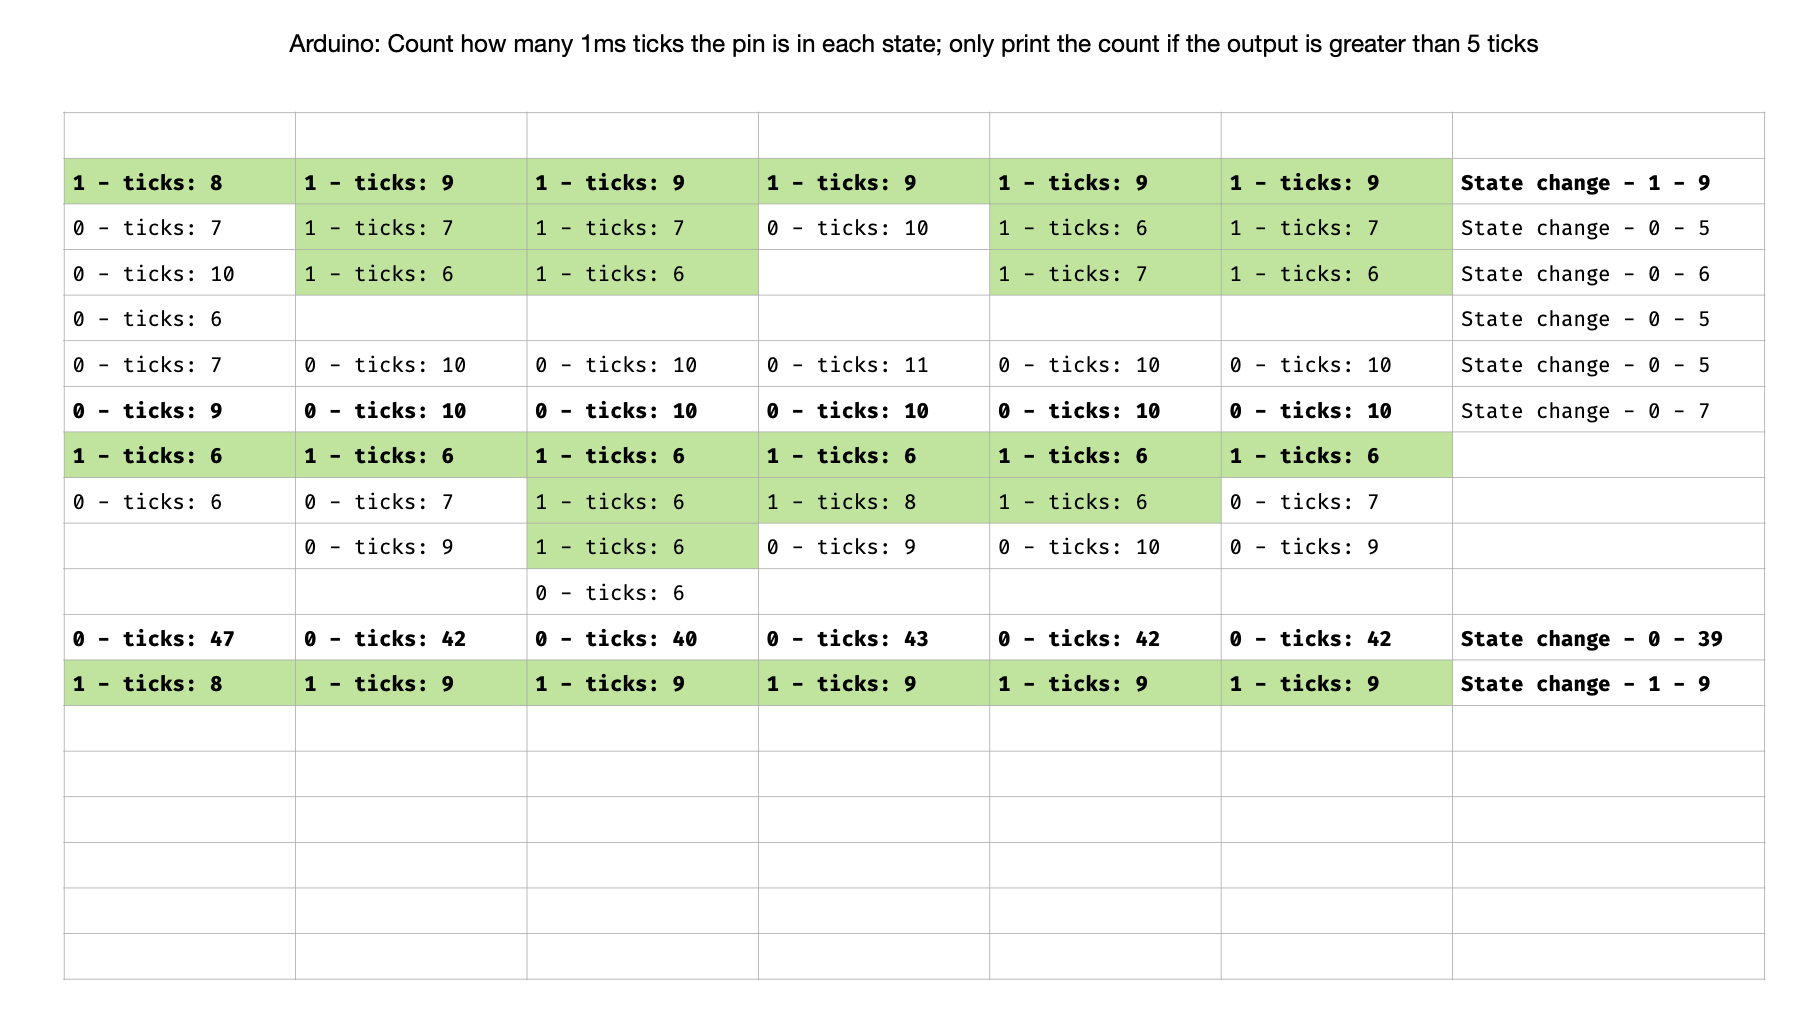 Arduino: Count how many 1ms ticks the pin is in each state; only print the count if the output is greater than 5 ticks
1 - ticks: 8 1 - ticks: 9 1 - ticks: 9 1 - ticks: 9 1 - ticks: 9 1 - ticks: 9 State change - 1 - 9
0 - ticks: 7 1 - ticks: 7 1 - ticks: 7 0 - ticks: 10 1 - ticks: 6 1 - ticks: 7 State change - 0 - 5
0 - ticks: 10 1 - ticks: 6 1 - ticks: 6 1 - ticks: 7 1 - ticks: 6 State change - 0 - 6
0 - ticks: 6 State change - 0 - 5
0 - ticks: 7 0 - ticks: 10 0 - ticks: 10 0 - ticks: 11 0 - ticks: 10 0 - ticks: 10 State change - 0 - 5
0 - ticks: 9 0 - ticks: 10 0 - ticks: 10 0 - ticks: 10 0 - ticks: 10 0 - ticks: 10 State change - 0 - 7
1 - ticks: 6 1 - ticks: 6 1 - ticks: 6 1 - ticks: 6 1 - ticks: 6 1 - ticks: 6
0 - ticks: 6 0 - ticks: 7 1 - ticks: 6 1 - ticks: 8 1 - ticks: 6 0 - ticks: 7
0 - ticks: 9 1 - ticks: 6 0 - ticks: 9 0 - ticks: 10 0 - ticks: 9
0 - ticks: 6
0 - ticks: 47 0 - ticks: 42 0 - ticks: 40 0 - ticks: 43 0 - ticks: 42 0 - ticks: 42 State change - 0 - 39
1 - ticks: 8 1 - ticks: 9 1 - ticks: 9 1 - ticks: 9 1 - ticks: 9 1 - ticks: 9 State change - 1 - 9